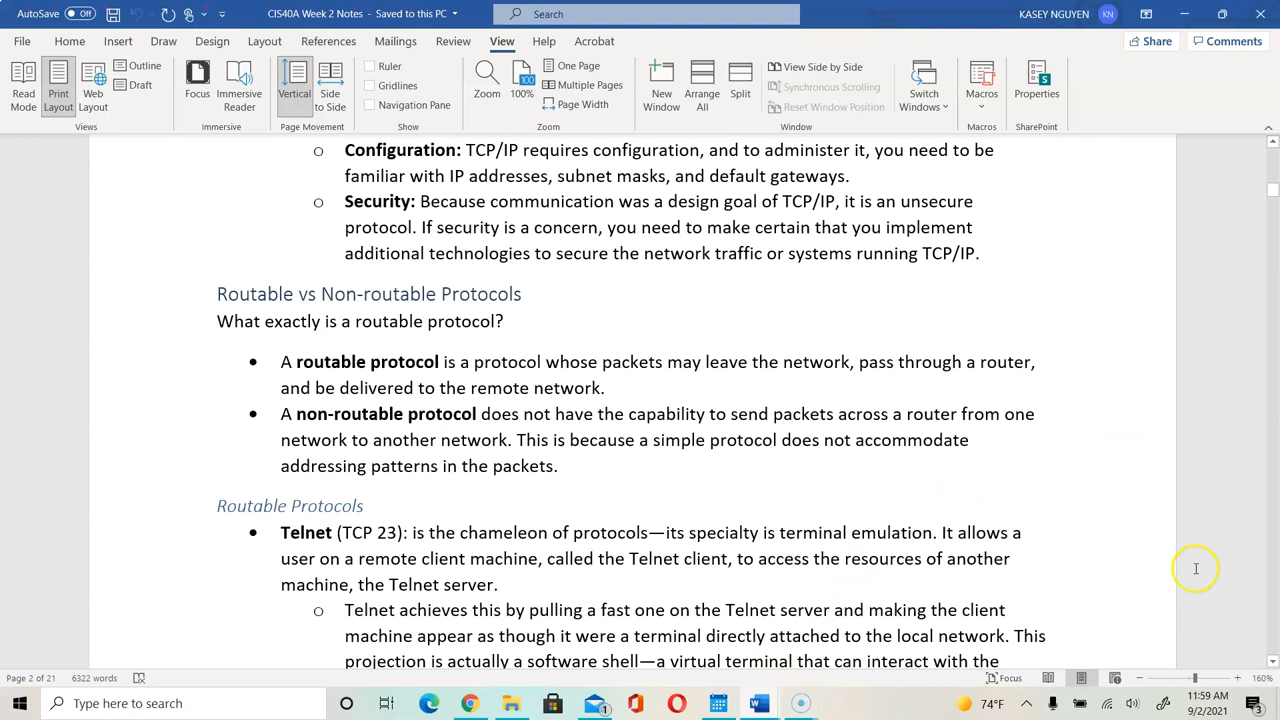 AutoSave Off CIS40A Week 2 Notes Search KASEY NGUYEN KN
File Home Insert Draw Design Layout References Mailings Review View Help Acrobat Share Comments
Read Mode
Print Layout
Web Layout
Outline
Draft
Views
Focus
Immersive Reader
Immersive
Vertical
Side to Side
Page Movement
Ruler
Gridlines
Navigation Pane
Show
Zoom
100
100%
One Page
Multiple Pages
Page Width
Zoom
New Window
Arrange All
Split
View Side by Side
Synchronous Scrolling
Reset Window Position
Window
Switch Windows
Macros
Macros
Properties
SharePoint
o Configuration: TCP/IP requires configuration, and to administer it, you need to be
familiar with IP addresses, subnet masks, and default gateways.
o Security: Because communication was a design goal of TCP/IP, it is an unsecure
protocol. If security is a concern, you need to make certain that you implement
additional technologies to secure the network traffic or systems running TCP/IP.
Routable vs Non-routable Protocols
What exactly is a routable protocol?
• A routable protocol is a protocol whose packets may leave the network, pass through a router,
and be delivered to the remote network.
• A non-routable protocol does not have the capability to send packets across a router from one
network to another network. This is because a simple protocol does not accommodate
addressing patterns in the packets.
Routable Protocols
• Telnet (TCP 23): is the chameleon of protocols—its specialty is terminal emulation. It allows a
user on a remote client machine, called the Telnet client, to access the resources of another
machine, the Telnet server.
o Telnet achieves this by pulling a fast one on the Telnet server and making the client
machine appear as though it were a terminal directly attached to the local network. This
projection is actually a software shell—a virtual terminal that can interact with the
Page 2 of 21 6322 words Focus 160%
Type here to search 1 74°F 11:59 AM
9/2/2021 3